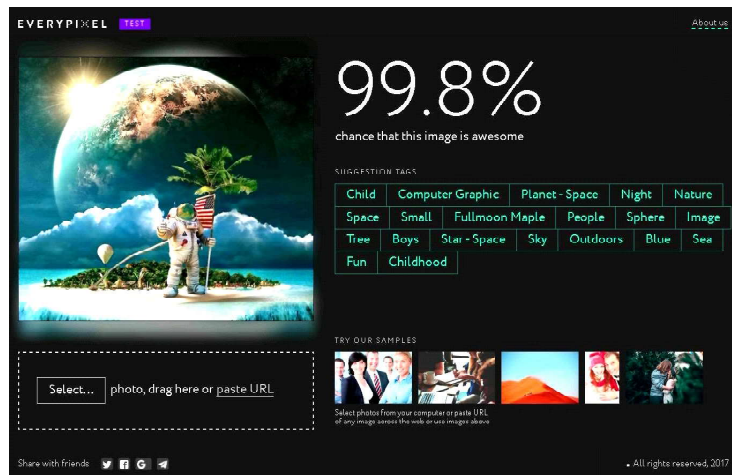 EVERYPIXEL TEST
About us
99.8%
chance that this image is awesome
SUGGESTION TAGS
Child Computer Graphic Planet - Space Night Nature
Space Small Fullmoon Maple People Sphere Image
Tree Boys Star - Space Sky Outdoors Blue Sea
Fun Childhood
TRY OUR SAMPLES
Select... photo, drag here or paste URL
Select photos from your computer or paste URL
of any image across the web or use images above
Share with friends
• All rights reserved, 2017